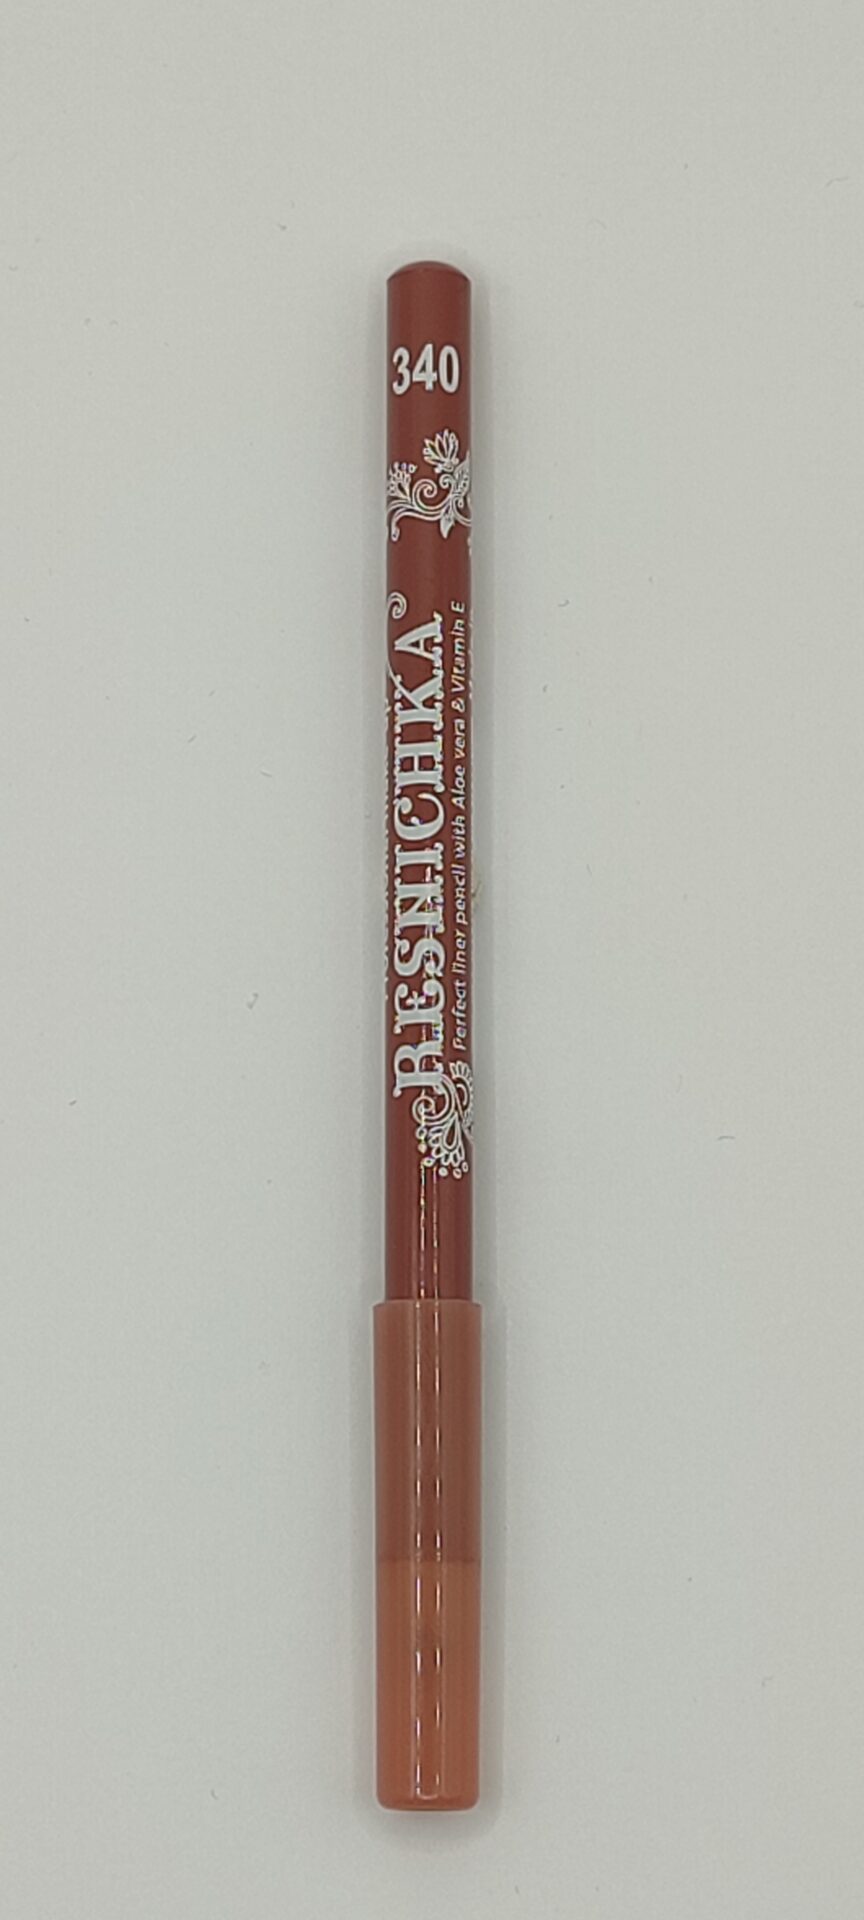 340
RESNICHKA
Perfect liner pencil with Aloe vera & Vitamin E